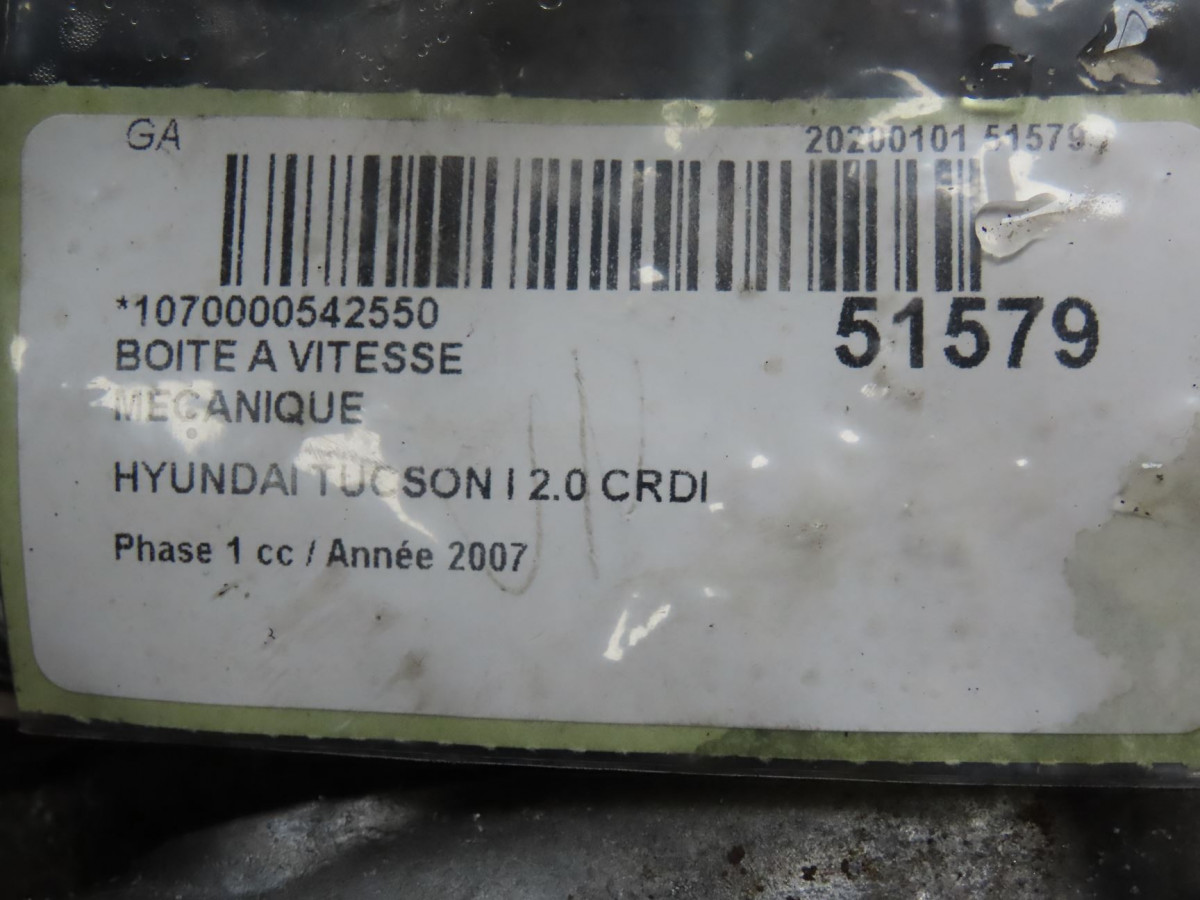 GA
20200101 51579
*1070000542550
51579
BOITE A VITESSE
MECANIQUE
HYUNDAI TUCSON I 2.0 CRDI
Phase 1 cc / Année 2007